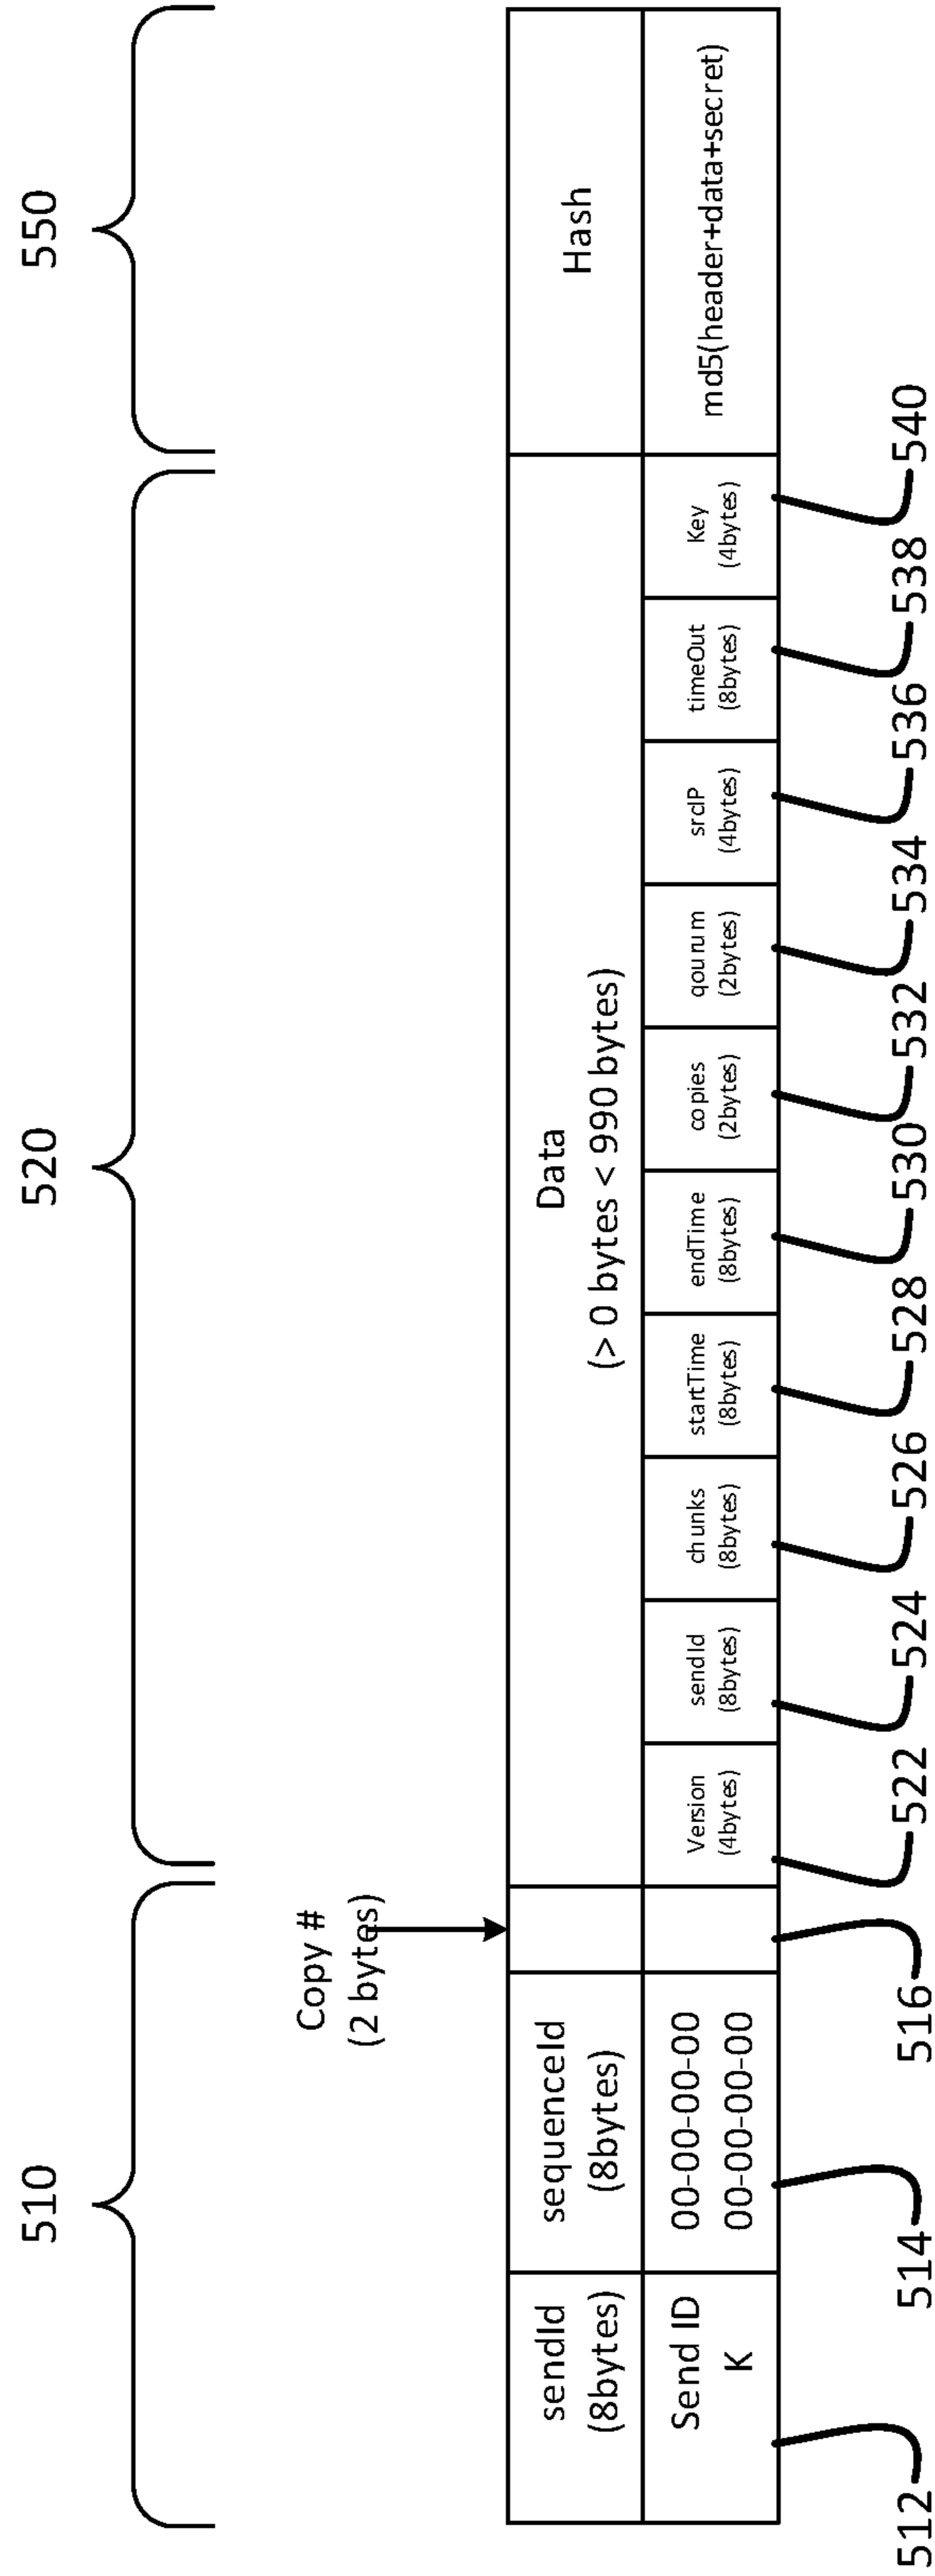 510
520
550
Copy #
(2 bytes)
sendId
(8bytes)
sequenceId
(8bytes)
Data
(> 0 bytes < 990 bytes)
Hash
Send ID
K
00-00-00-00
00-00-00-00
Version
(4bytes)
sendId
(8bytes)
chunks
(8bytes)
startTime
(8bytes)
endTime
(8bytes)
copies
(2bytes)
qourum
(2bytes)
srcIP
(4bytes)
timeOut
(8bytes)
Key
(4bytes)
md5(header+data+secret)
512
514
516
522
524
526
528
530
532
534
536
538
540